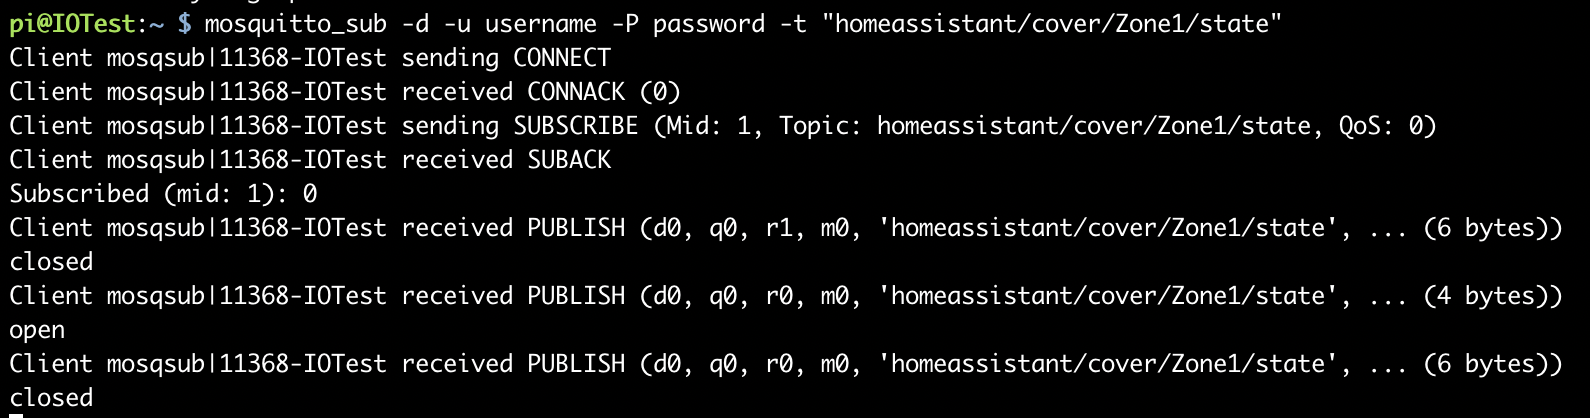 pi@IOTest:~ $ mosquitto_sub -d -u username -P password -t "homeassistant/cover/Zone1/state"
Client mosqsub|11368-IOTest sending CONNECT
Client mosqsub|11368-IOTest received CONNACK (0)
Client mosqsub|11368-IOTest sending SUBSCRIBE (Mid: 1, Topic: homeassistant/cover/Zone1/state, QoS: 0)
Client mosqsub|11368-IOTest received SUBACK
Subscribed (mid: 1): 0
Client mosqsub|11368-IOTest received PUBLISH (d0, q0, r1, m0, 'homeassistant/cover/Zone1/state', ... (6 bytes))
closed
Client mosqsub|11368-IOTest received PUBLISH (d0, q0, r0, m0, 'homeassistant/cover/Zone1/state', ... (4 bytes))
open
Client mosqsub|11368-IOTest received PUBLISH (d0, q0, r0, m0, 'homeassistant/cover/Zone1/state', ... (6 bytes))
closed